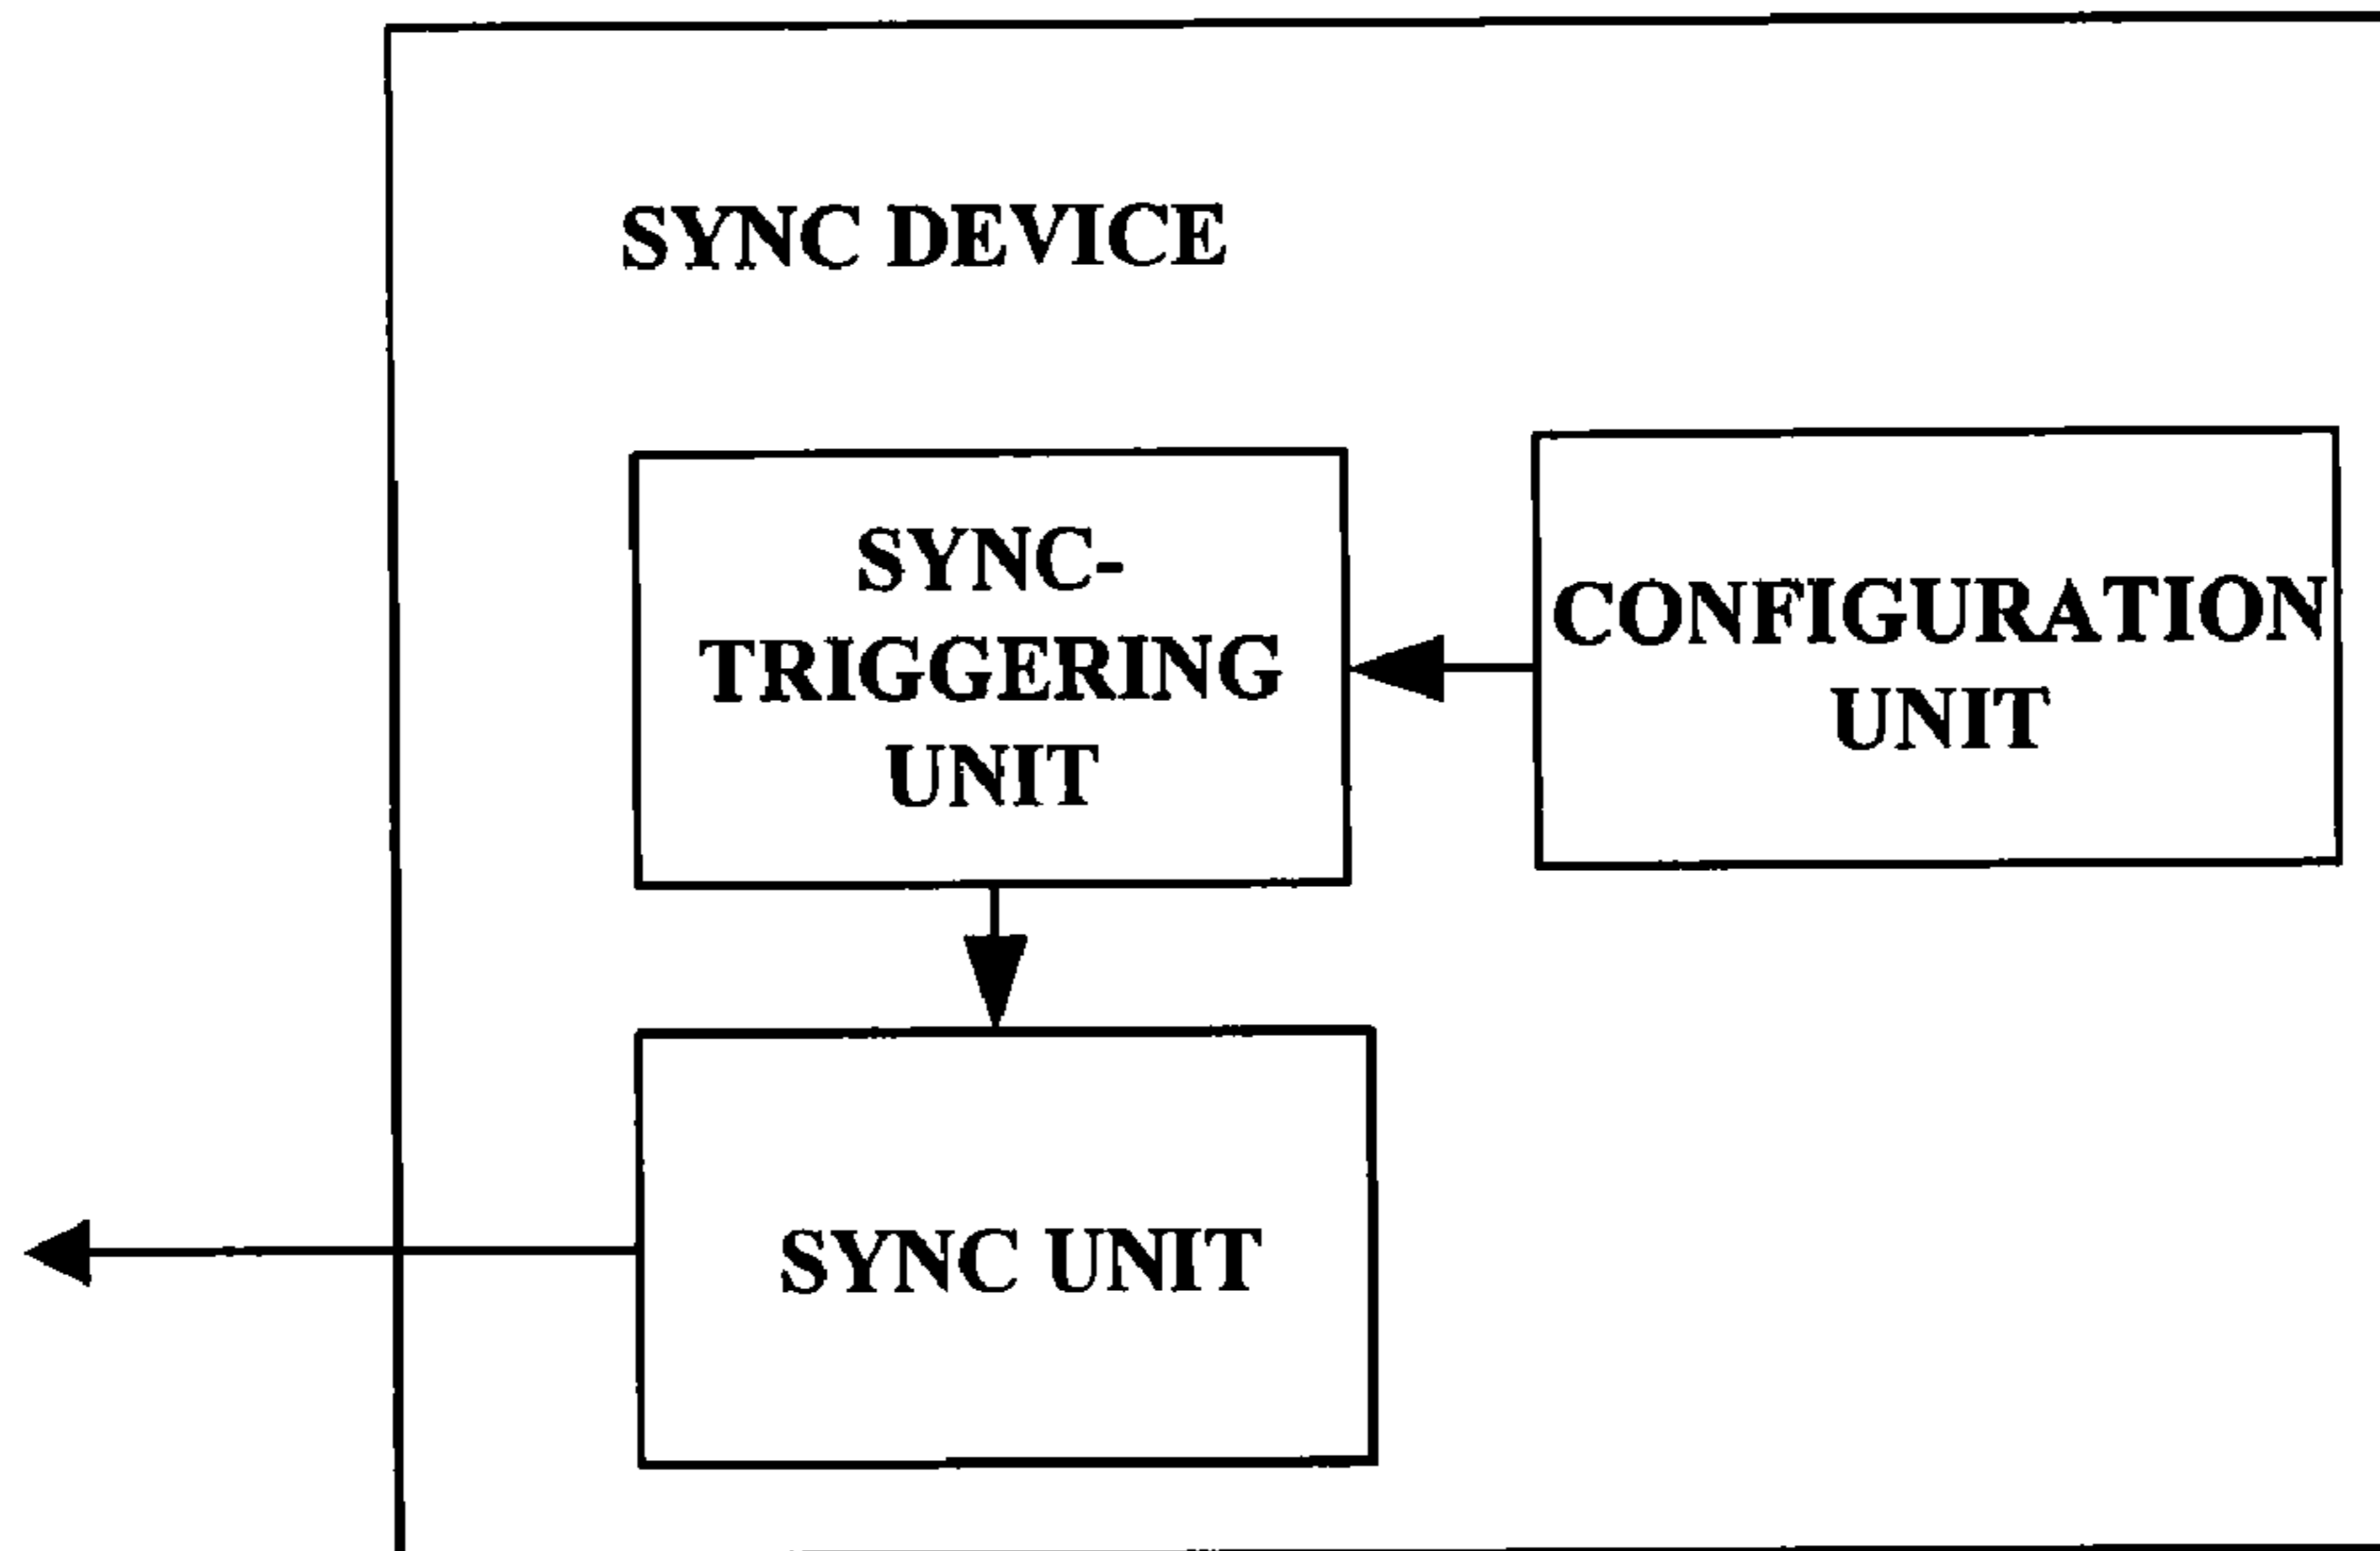 SYNC DEVICE
SYNC-
TRIGGERING
UNIT
CONFIGURATION
UNIT
SYNC UNIT